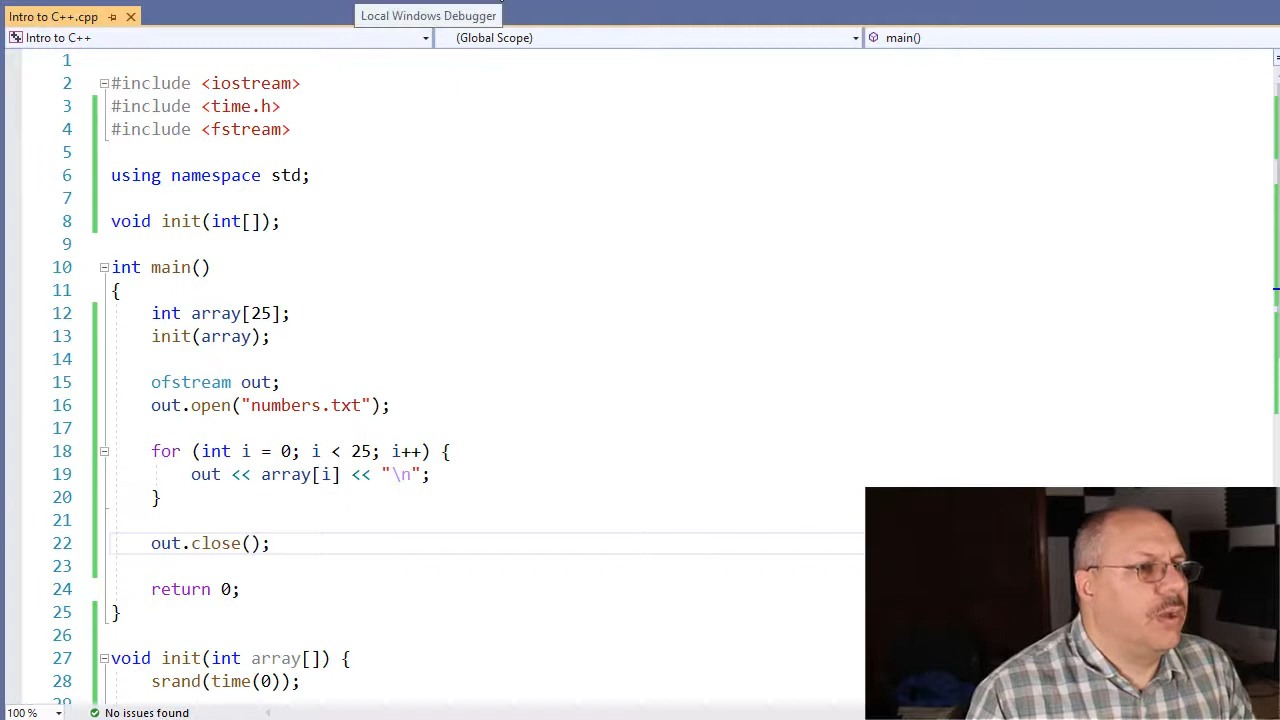 Intro to C++.cpp
Local Windows Debugger
Intro to C++ (Global Scope) main()
1
2 #include <iostream>
3 #include <time.h>
4 #include <fstream>
5
6 using namespace std;
7
8 void init(int[]);
9
10 int main()
11 {
12 int array[25];
13 init(array);
14
15 ofstream out;
16 out.open("numbers.txt");
17
18 for (int i = 0; i < 25; i++) {
19 out << array[i] << "\n";
20 }
21
22 out.close();
23
24 return 0;
25 }
26
27 void init(int array[]) {
28 srand(time(0));
29
100 % No issues found